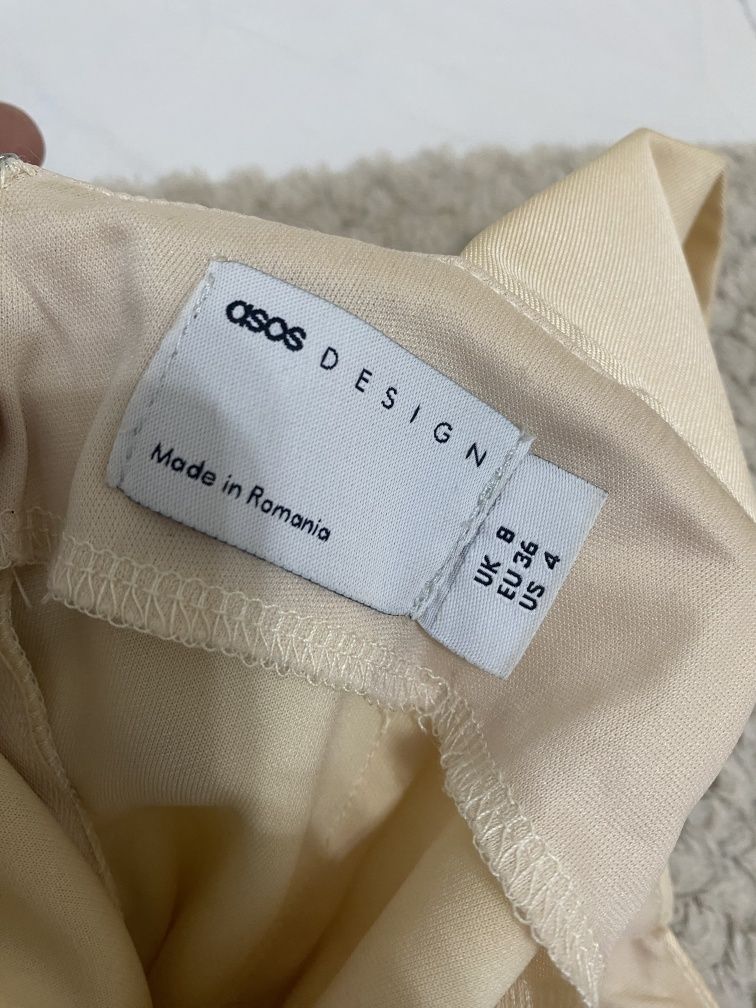 asos DESIGN
Made in Romania
UK 8
EU 36
US 4